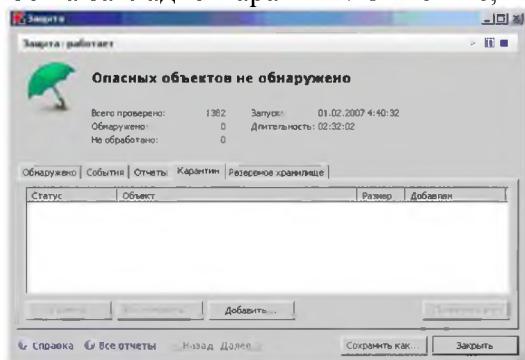 Защита
Защита : работает
Опасных объектов не обнаружено
Всего проверено: 1382 Запуск: 01.02.2007 4:40:32
Обнаружено: 0 Длительность: 02:32:02
Не обработано: 0
Обнаружено События Отчеты Карантин Резервное хранилище
Статус Объект Размер Добавлен
Добавить...
Справка Все отчеты Назад Далее Сохранить как... Закрыть